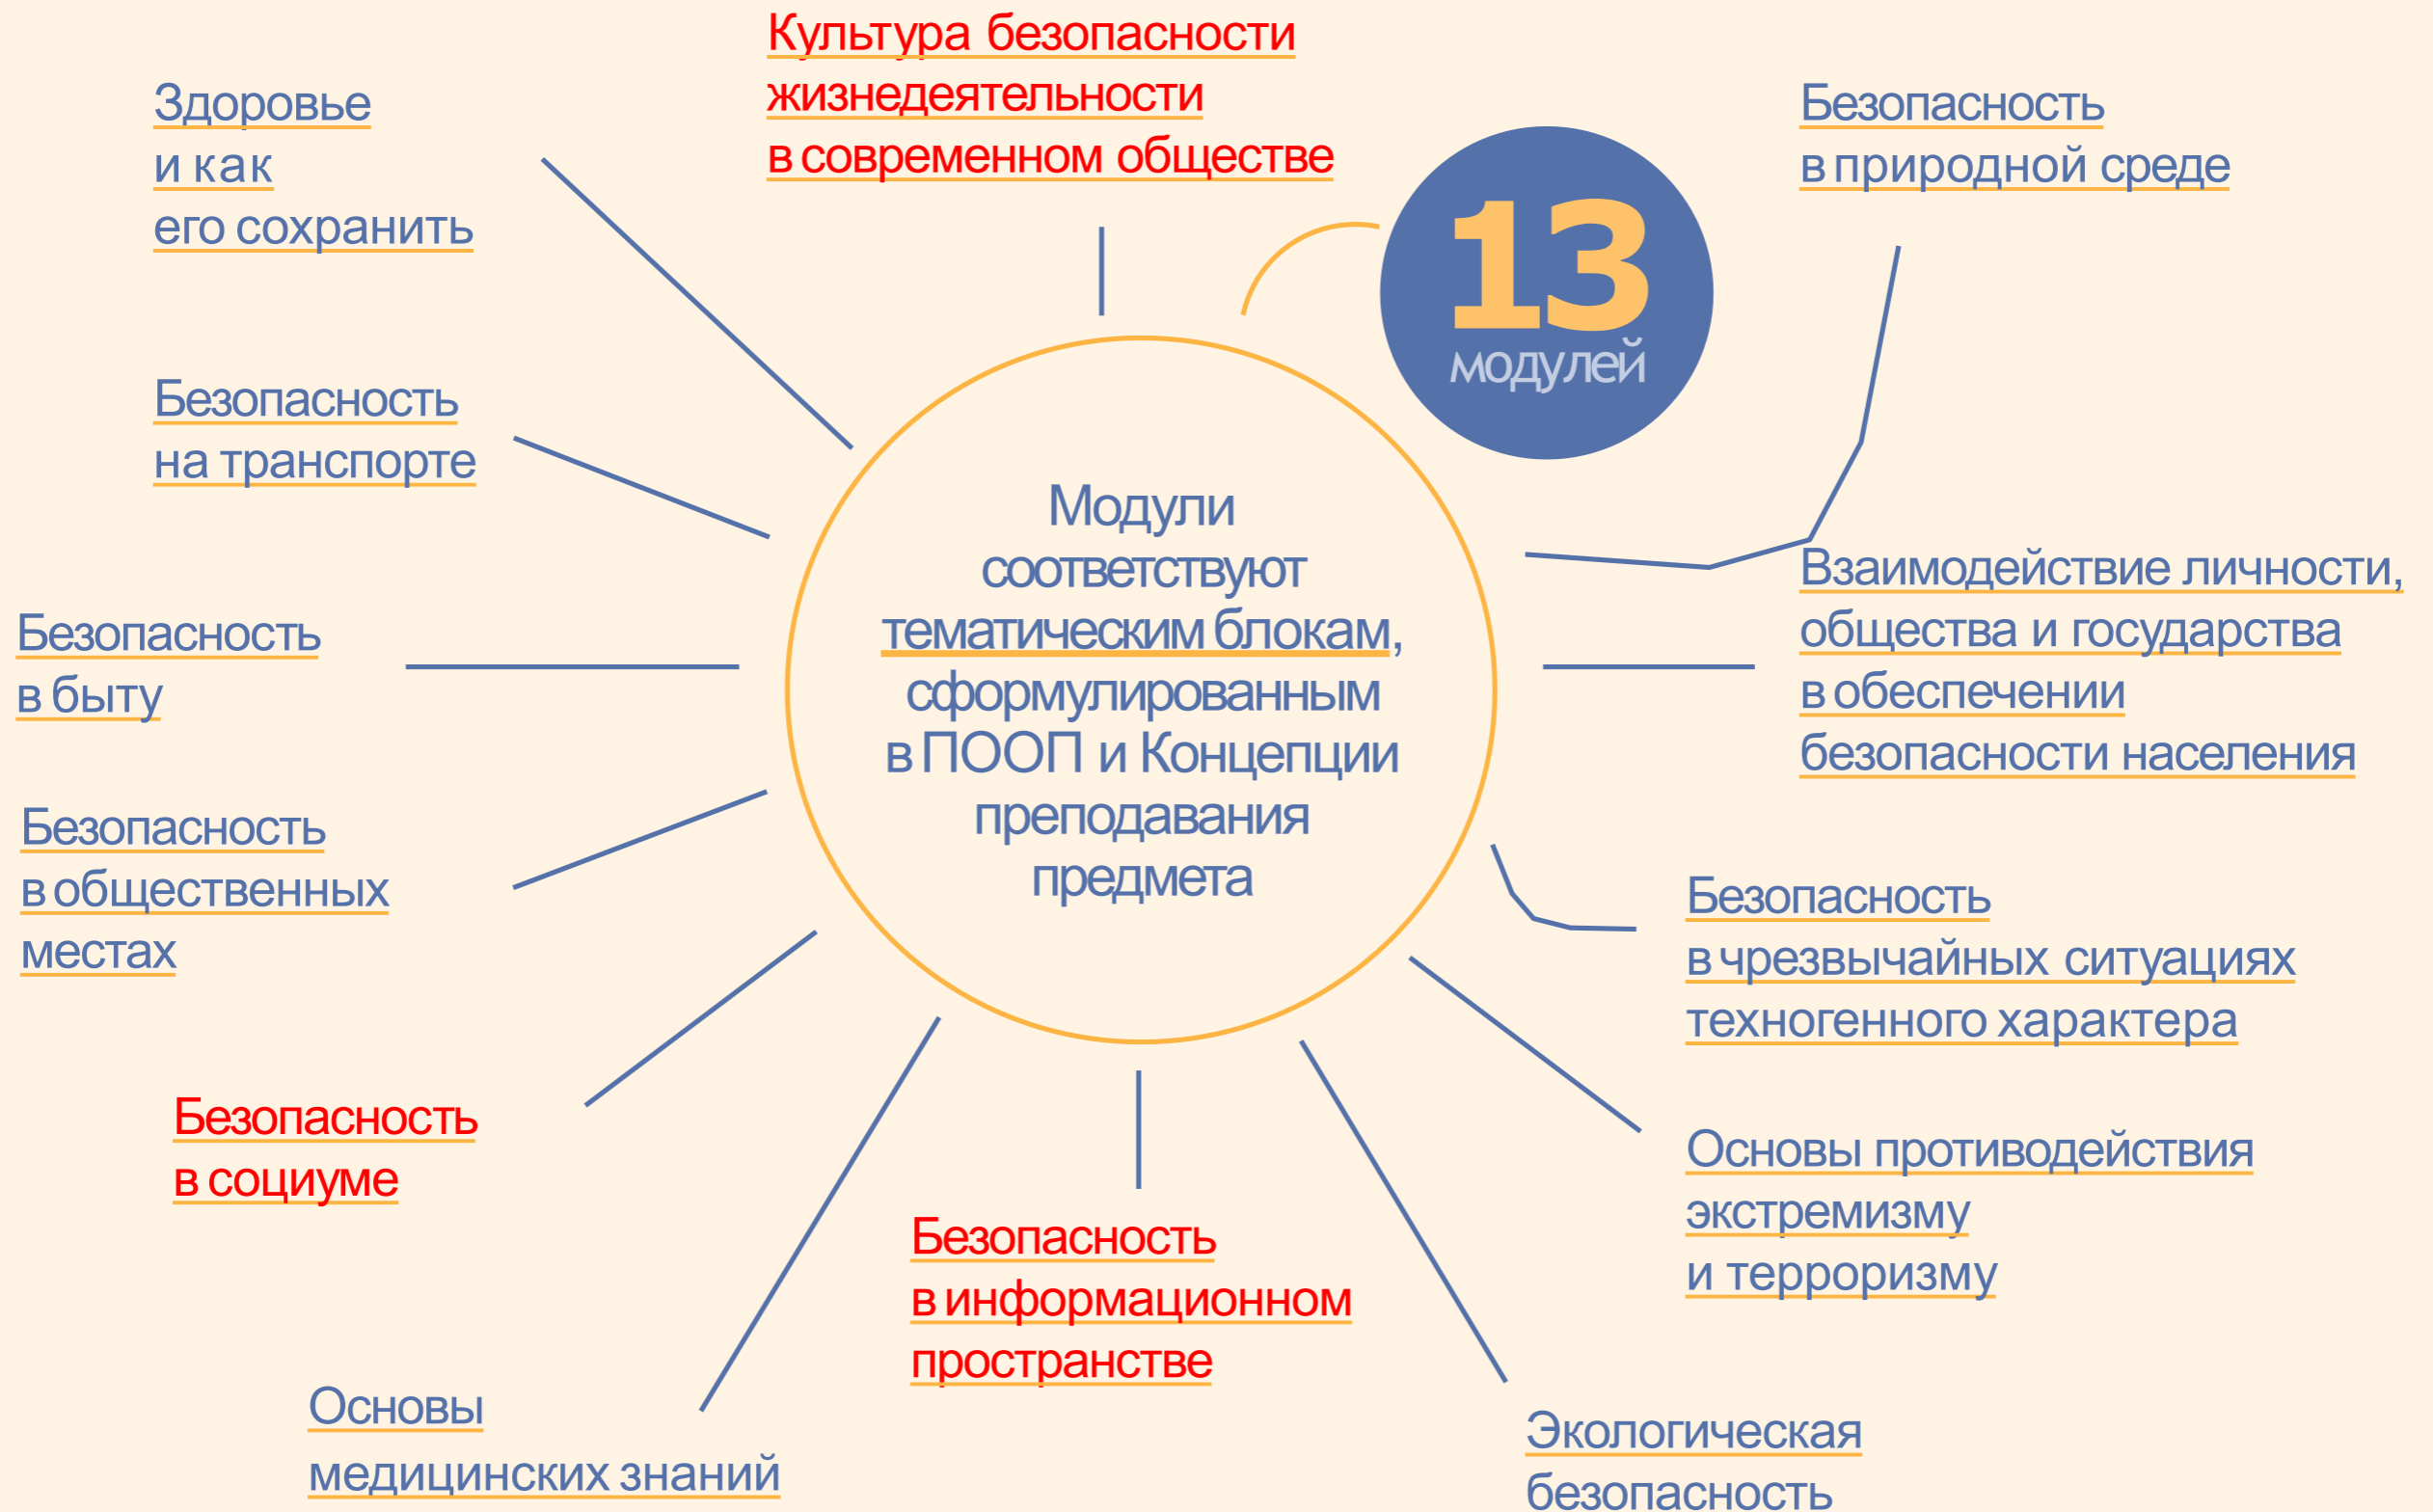 Культура безопасности
жизнедеятельности
в современном обществе
Здоровье
и как
его сохранить
Безопасность
в природной среде
13
модулей
Безопасность
на транспорте
Модули
соответствуют
тематическим блокам,
сформулированным
в ПООП и Концепции
преподавания
предмета
Взаимодействие личности,
общества и государства
в обеспечении
безопасности населения
Безопасность
в быту
Безопасность
в общественных
местах
Безопасность
в чрезвычайных ситуациях
техногенного характера
Безопасность
в социуме
Основы противодействия
экстремизму
и терроризму
Безопасность
в информационном
пространстве
Основы
медицинских знаний
Экологическая
безопасность